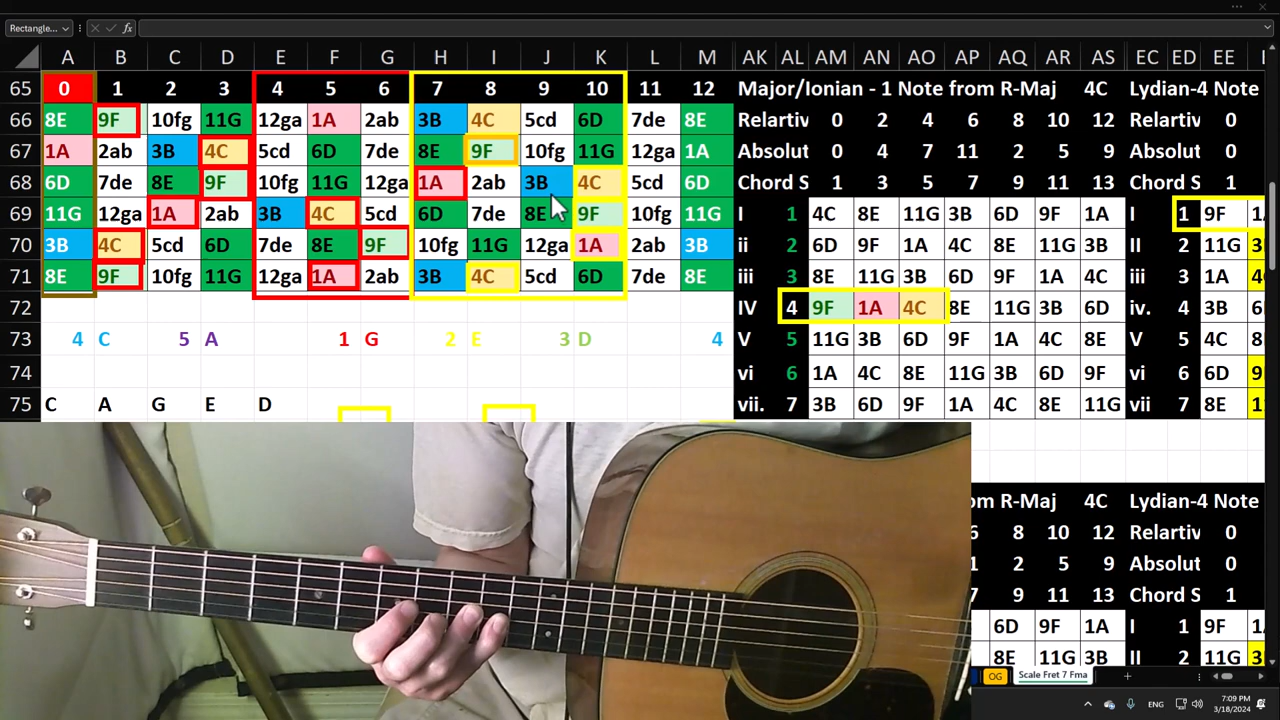 Rectangle...
fx
A B C D E F G H I J K L M AK AL AM AN AO AP AQ AR AS EC ED EE
65 0 1 2 3 4 5 6 7 8 9 10 11 12 Major/Ionian - 1 Note from R-Maj 4C Lydian-4 Note
66 8E 9F 10fg 11G 12ga 1A 2ab 3B 4C 5cd 6D 7de 8E Relartiv 0 2 4 6 8 10 12 Relartiv 0
67 1A 2ab 3B 4C 5cd 6D 7de 8E 9F 10fg 11G 12ga 1A Absolut 0 4 7 11 2 5 9 Absolut 0
68 6D 7de 8E 9F 10fg 11G 12ga 1A 2ab 3B 4C 5cd 6D Chord S 1 3 5 7 9 11 13 Chord S 1
69 11G 12ga 1A 2ab 3B 4C 5cd 6D 7de 8E 9F 10fg 11G I 1 4C 8E 11G 3B 6D 9F 1A I 1 9F
70 3B 4C 5cd 6D 7de 8E 9F 10fg 11G 12ga 1A 2ab 3B ii 2 6D 9F 1A 4C 8E 11G 3B II 2 11G
71 8E 9F 10fg 11G 12ga 1A 2ab 3B 4C 5cd 6D 7de 8E iii 3 8E 11G 3B 6D 9F 1A 4C iii 3 1A
72 IV 4 9F 1A 4C 8E 11G 3B 6D iv. 4 3B
73 4 C 5 A 1 G 2 E 3 D 4 V 5 11G 3B 6D 9F 1A 4C 8E V 5 4C
74 vi 6 1A 4C 8E 11G 3B 6D 9F vi 6 6D
75 C A G E D vii. 7 3B 6D 9F 1A 4C 8E 11G vii 7 8E
om R-Maj 4C Lydian-4 Note
6 8 10 12 Relartiv 0
1 2 5 9 Absolut 0
7 9 11 13 Chord S 1
6D 9F 1A I 1 9F
8E 11G 3B II 2 11G
OG Scale Fret 7 Fma
ENG 7:09 PM
3/18/2024